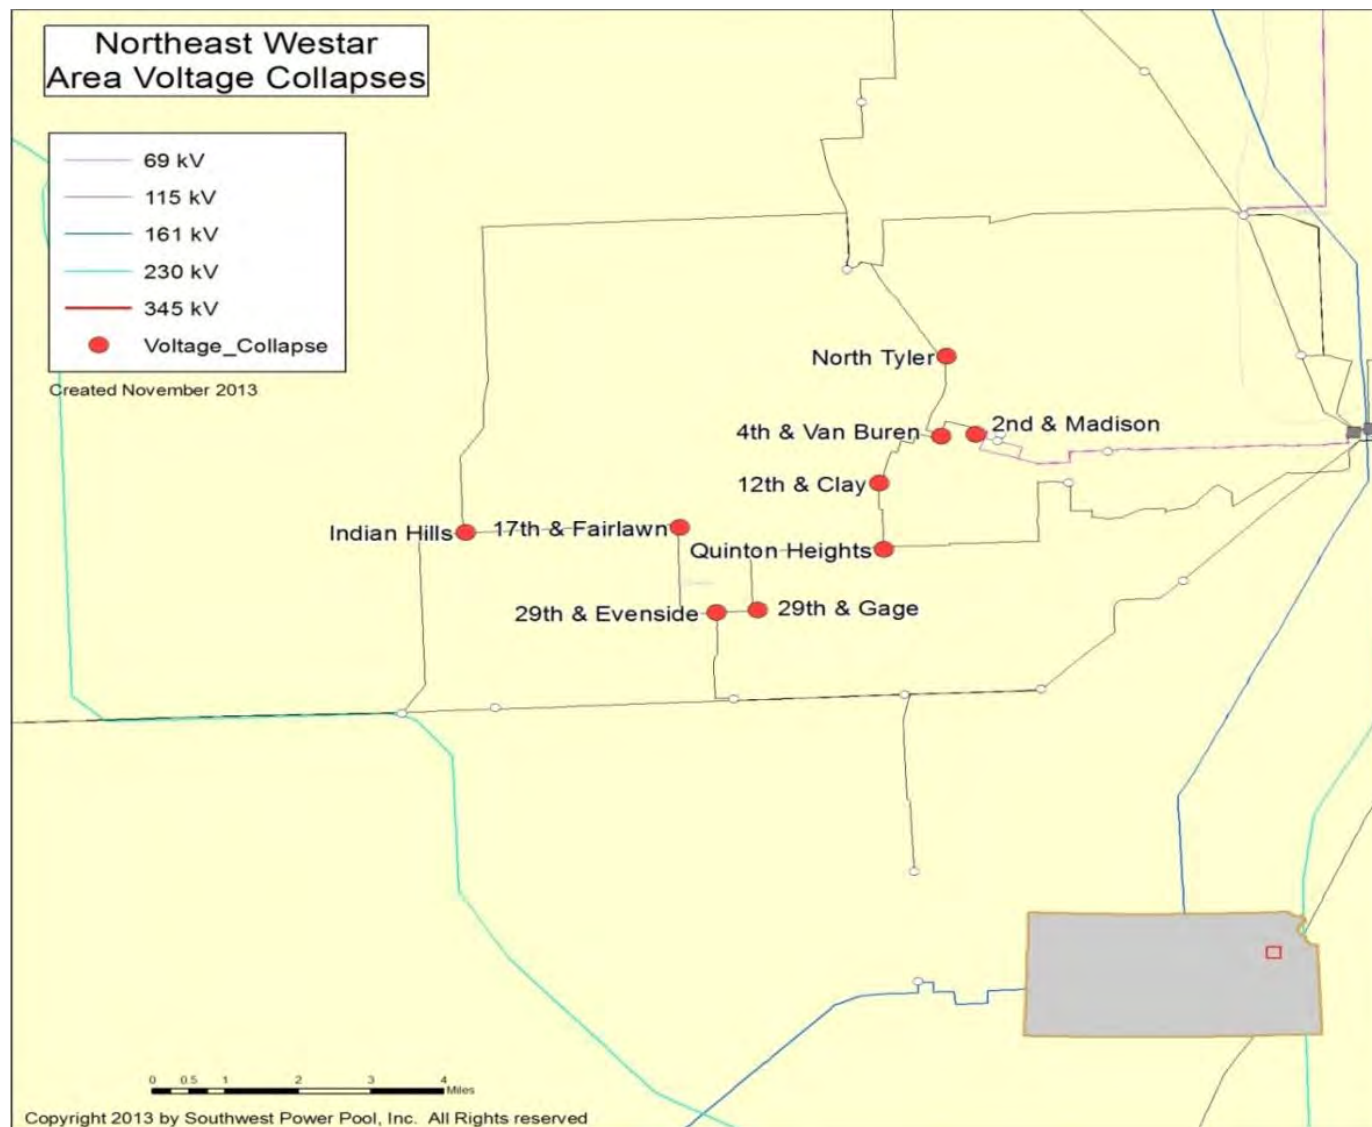 Northeast Westar
Area Voltage Collapses
69 kV
115 kV
161 kV
230 kV
345 kV
Voltage_Collapse
Created November 2013
North Tyler
4th & Van Buren
2nd & Madison
12th & Clay
Indian Hills
17th & Fairlawn
Quinton Heights
29th & Evenside
29th & Gage
0 0.5 1 2 3 4
Miles
Copyright 2013 by Southwest Power Pool, Inc. All Rights reserved